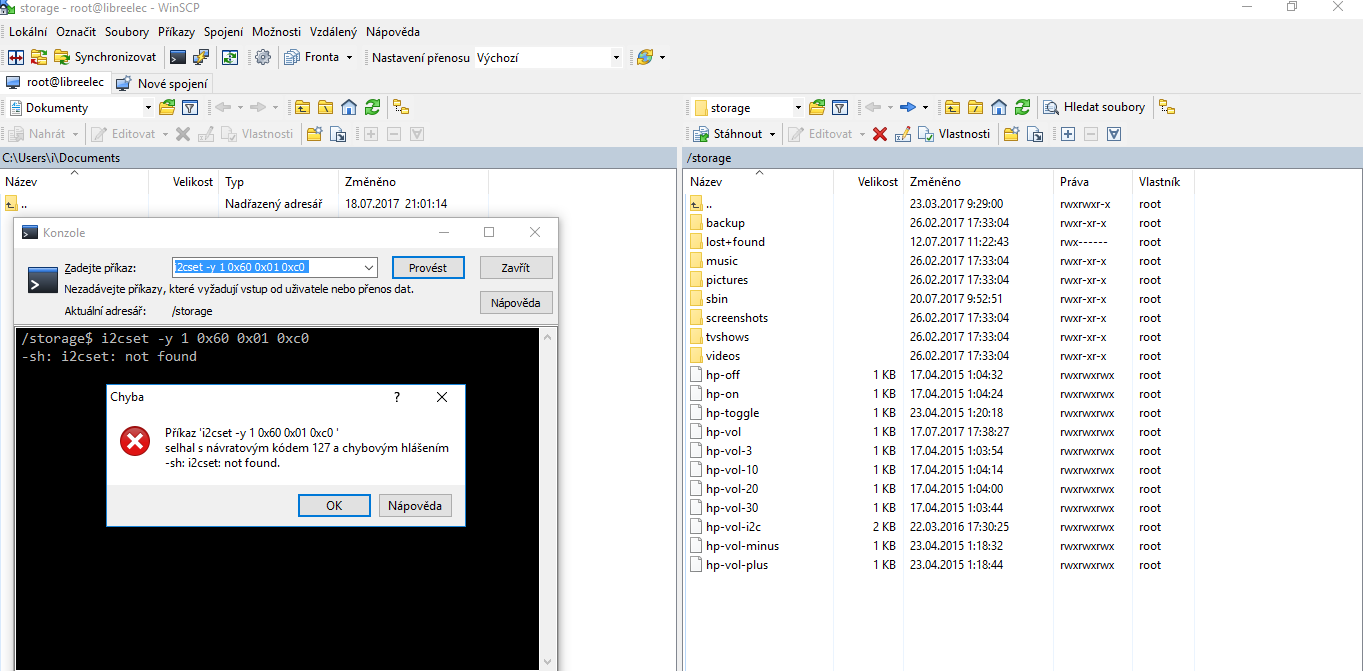 storage - root@libreelec - WinSCP
Lokální Označit Soubory Příkazy Spojení Možnosti Vzdálený Nápověda
Synchronizovat Fronta Nastavení přenosu Výchozí
root@libreelec Nové spojení
Dokumenty
Nahrát Editovat Vlastnosti
C:\Users\i\Documents
Název Velikost Typ Změněno
.. Nadřazený adresář 18.07.2017 21:01:14
Konzole
Zadejte příkaz: i2cset -y 1 0x60 0x01 0xc0 Provést Zavřít
Nezadávejte příkazy, které vyžadují vstup od uživatele nebo přenos dat.
Nápověda
Aktuální adresář: /storage
/storage$ i2cset -y 1 0x60 0x01 0xc0
-sh: i2cset: not found
Chyba ?
Příkaz 'i2cset -y 1 0x60 0x01 0xc0 '
selhal s návratovým kódem 127 a chybovým hlášením
-sh: i2cset: not found.
OK Nápověda
storage Hledat soubory
Stáhnout Editovat Vlastnosti
/storage
Název Velikost Změněno Práva Vlastník
.. 23.03.2017 9:29:00 rwxrwxr-x root
backup 26.02.2017 17:33:04 rwxr-xr-x root
lost+found 12.07.2017 11:22:43 rwx------ root
music 26.02.2017 17:33:04 rwxr-xr-x root
pictures 26.02.2017 17:33:04 rwxr-xr-x root
sbin 20.07.2017 9:52:51 rwxr-xr-x root
screenshots 26.02.2017 17:33:04 rwxr-xr-x root
tvshows 26.02.2017 17:33:04 rwxr-xr-x root
videos 26.02.2017 17:33:04 rwxr-xr-x root
hp-off 1 KB 17.04.2015 1:04:32 rwxrwxrwx root
hp-on 1 KB 17.04.2015 1:04:24 rwxrwxrwx root
hp-toggle 1 KB 23.04.2015 1:20:18 rwxrwxrwx root
hp-vol 1 KB 17.07.2017 17:38:27 rwxrwxrwx root
hp-vol-3 1 KB 17.04.2015 1:03:54 rwxrwxrwx root
hp-vol-10 1 KB 17.04.2015 1:04:14 rwxrwxrwx root
hp-vol-20 1 KB 17.04.2015 1:04:00 rwxrwxrwx root
hp-vol-30 1 KB 17.04.2015 1:03:44 rwxrwxrwx root
hp-vol-i2c 2 KB 22.03.2016 17:30:25 rwxrwxrwx root
hp-vol-minus 1 KB 23.04.2015 1:18:32 rwxrwxrwx root
hp-vol-plus 1 KB 23.04.2015 1:18:44 rwxrwxrwx root